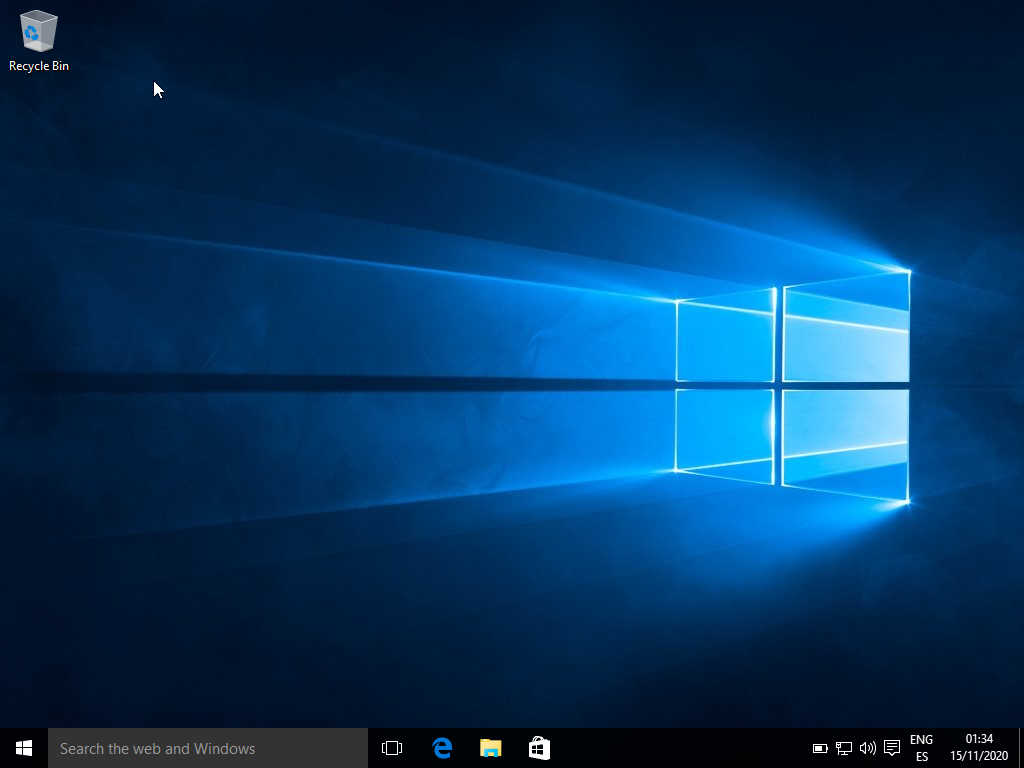 Recycle Bin
Search the web and Windows
ENG
ES
01:34
15/11/2020